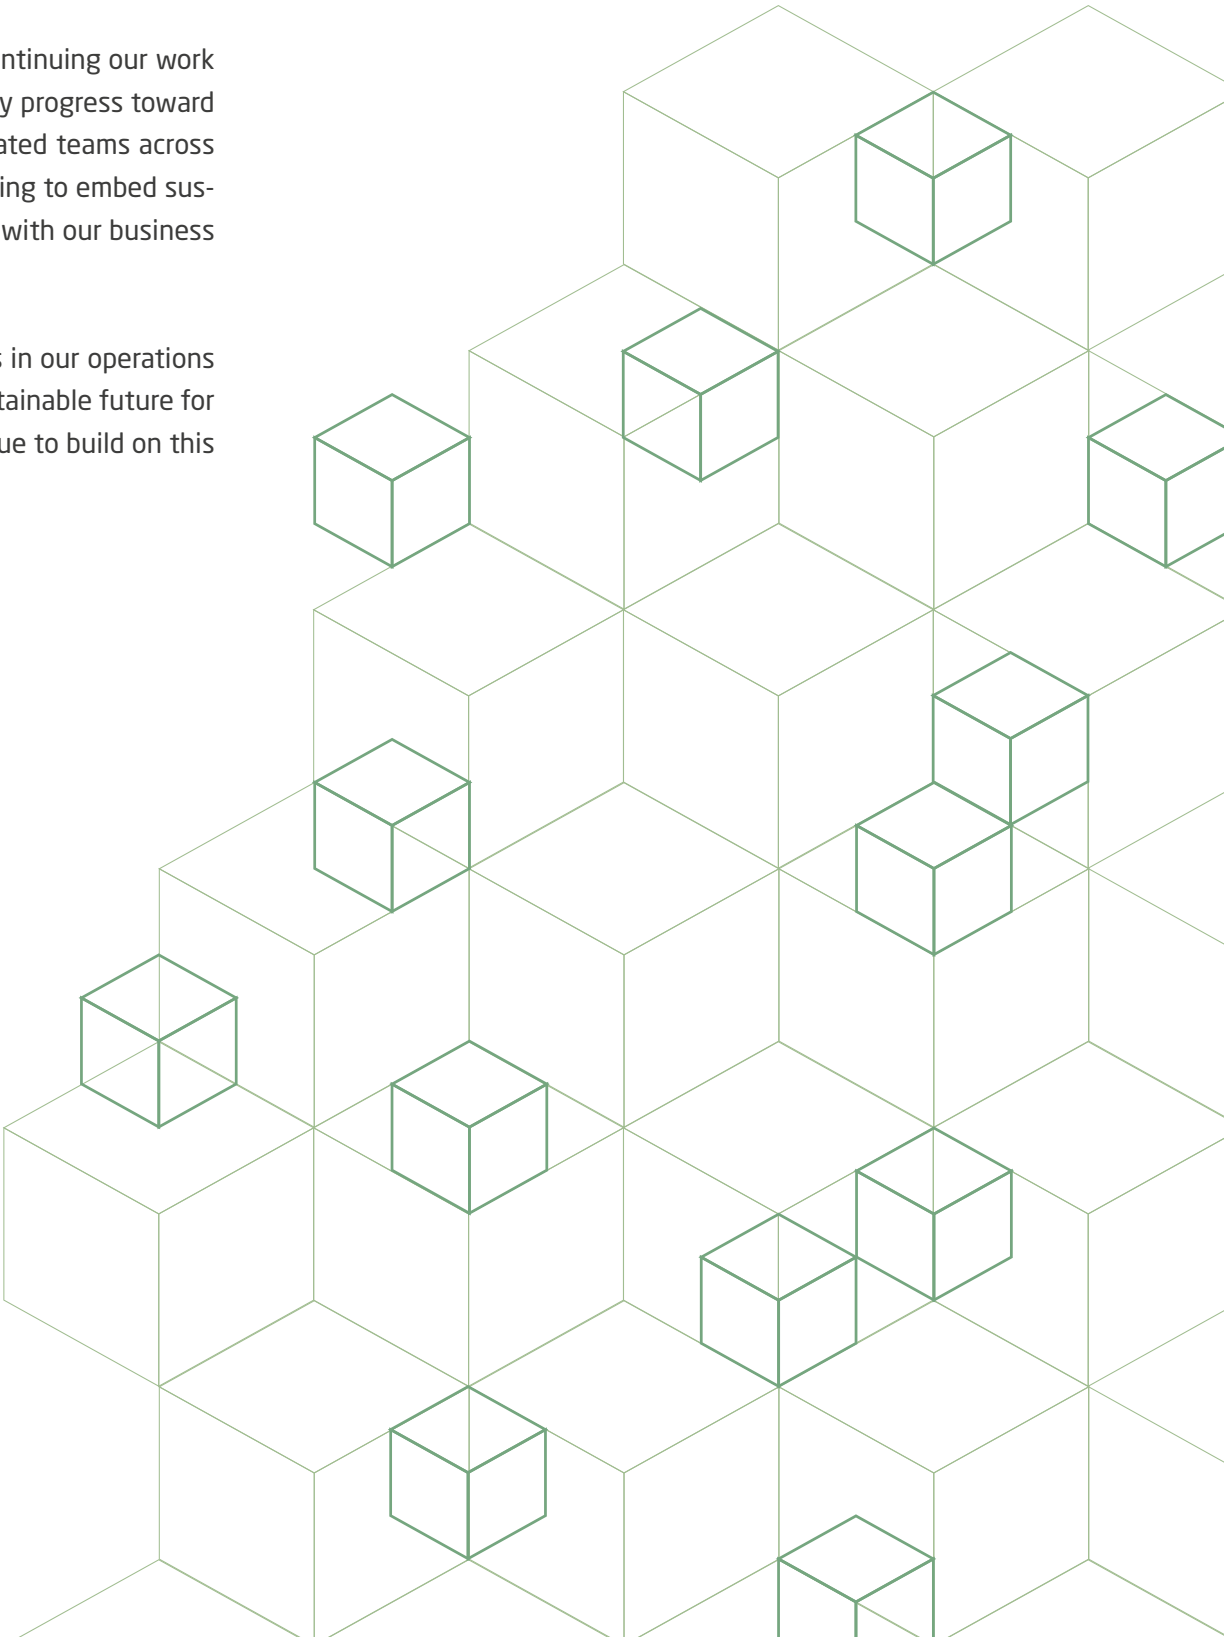 ntinuing our work
y progress toward
ated teams across
ing to embed sus-
with our business
s in our operations
tainable future for
ue to build on this